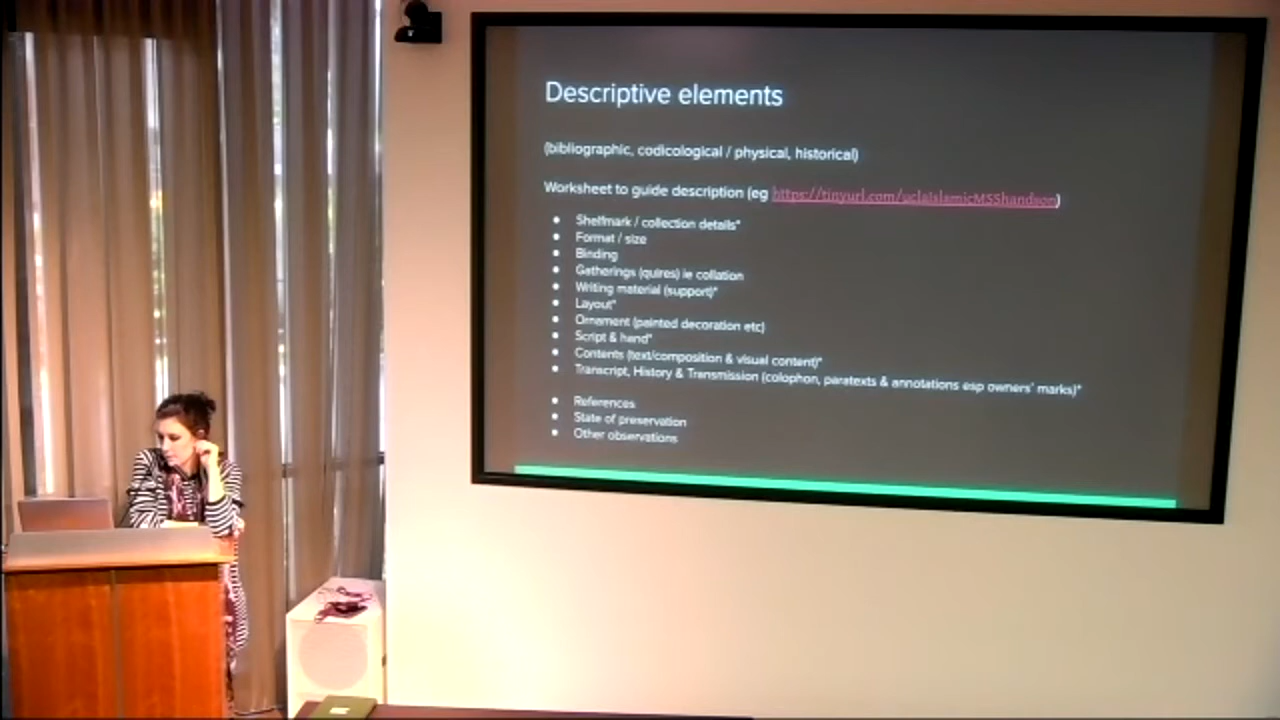 Descriptive elements
(bibliographic, codicological / physical, historical)
Worksheet to guide description (eg https://tinyurl.com/uclaIslamicMSShandson)
• Shelfmark / collection details*
• Format / size
• Binding
• Gatherings (quires) ie collation
• Writing material (support)*
• Layout*
• Ornament (painted decoration etc)
• Script & hand*
• Contents (text/composition & visual content)*
• Transcript, History & Transmission (colophon, paratexts & annotations esp owners' marks)*
• References
• State of preservation
• Other observations